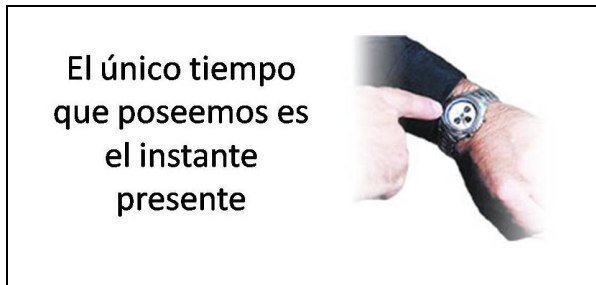 El único tiempo
que poseemos es
el instante
presente